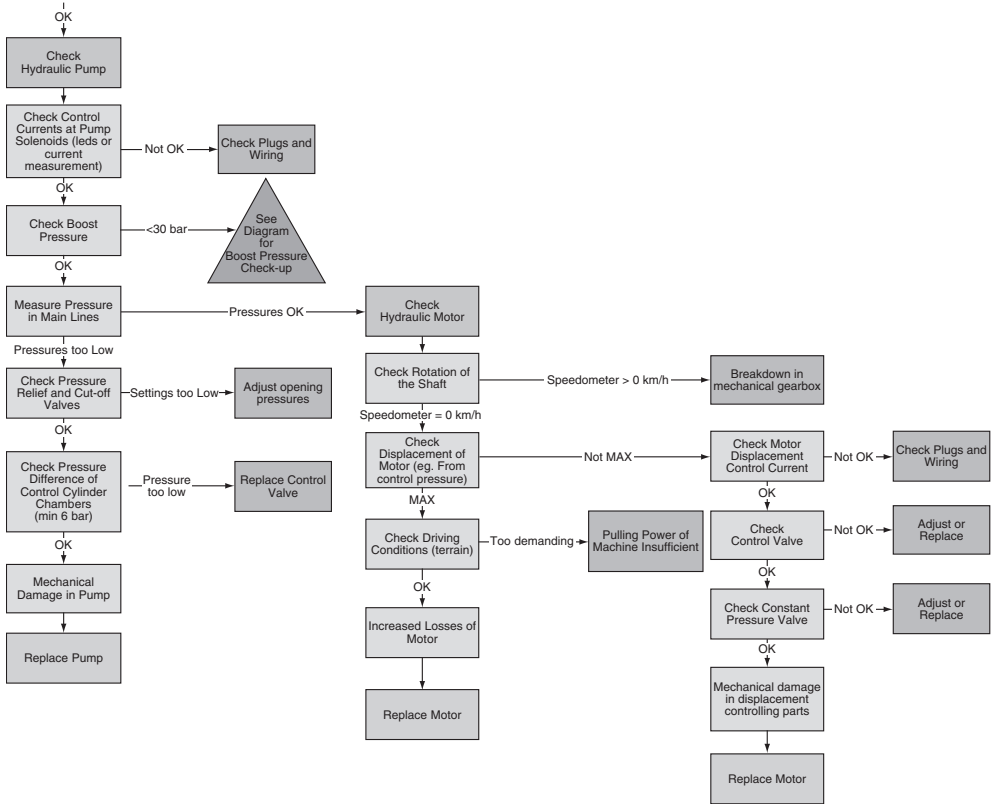 OK
Check
Hydraulic Pump
Check Control
Currents at Pump
Solenoids (leds or
current
measurement)
Not OK
Check Plugs and
Wiring
OK
Check Boost
Pressure
<30 bar
See
Diagram
for
Boost Pressure
Check-up
OK
Measure Pressure
in Main Lines
Pressures OK
Check
Hydraulic Motor
Pressures too Low
Check Pressure
Relief and Cut-off
Valves
Settings too Low
Adjust opening
pressures
OK
Check Pressure
Difference of
Control Cylinder
Chambers
(min 6 bar)
Pressure
too low
Replace Control
Valve
OK
Mechanical
Damage in Pump
Replace Pump
Check Rotation of
the Shaft
Speedometer > 0 km/h
Breakdown in
mechanical gearbox
Speedometer = 0 km/h
Check
Displacement of
Motor (eg. From
control pressure)
Not MAX
Check Motor
Displacement
Control Current
Not OK
Check Plugs and
Wiring
MAX
Check Driving
Conditions (terrain)
Too demanding
Pulling Power of
Machine Insufficient
OK
Increased Losses of
Motor
Replace Motor
OK
Check
Control Valve
Not OK
Adjust or
Replace
OK
Check Constant
Pressure Valve
Not OK
Adjust or
Replace
OK
Mechanical damage
in displacement
controlling parts
Replace Motor